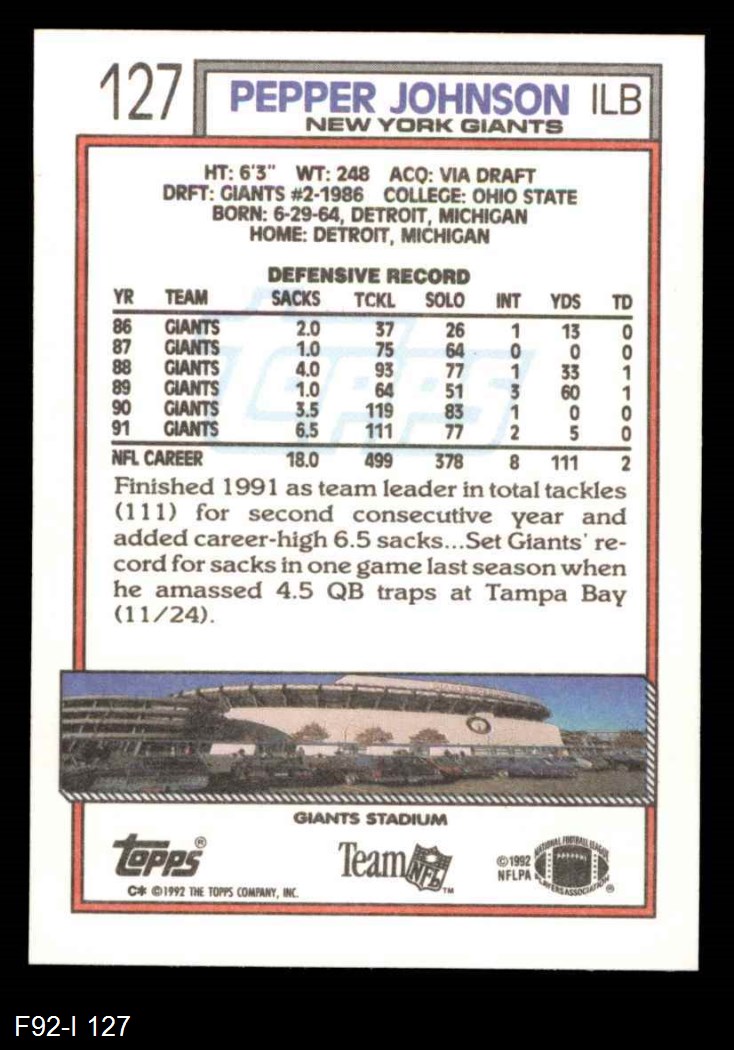 127 PEPPER JOHNSON ILB
NEW YORK GIANTS
HT: 6'3" WT: 248 ACQ: VIA DRAFT
DRFT: GIANTS #2-1986 COLLEGE: OHIO STATE
BORN: 6-29-64, DETROIT, MICHIGAN
HOME: DETROIT, MICHIGAN
DEFENSIVE RECORD
YR TEAM SACKS TCKL SOLO INT YDS TD
86 GIANTS 2.0 37 26 1 13 0
87 GIANTS 1.0 75 64 0 0 0
88 GIANTS 4.0 93 77 1 33 1
89 GIANTS 1.0 64 51 3 60 1
90 GIANTS 3.5 119 83 1 0 0
91 GIANTS 6.5 111 77 2 5 0
NFL CAREER 18.0 499 378 8 111 2
Finished 1991 as team leader in total tackles
(111) for second consecutive year and
added career-high 6.5 sacks...Set Giants' re-
cord for sacks in one game last season when
he amassed 4.5 QB traps at Tampa Bay
(11/24).
GIANTS STADIUM
Topps®
Team NFL™
©1992
NFLPA
NATIONAL FOOTBALL LEAGUE
PLAYERS ASSOCIATION ®
C* ©1992 THE TOPPS COMPANY, INC.
F92-I 127